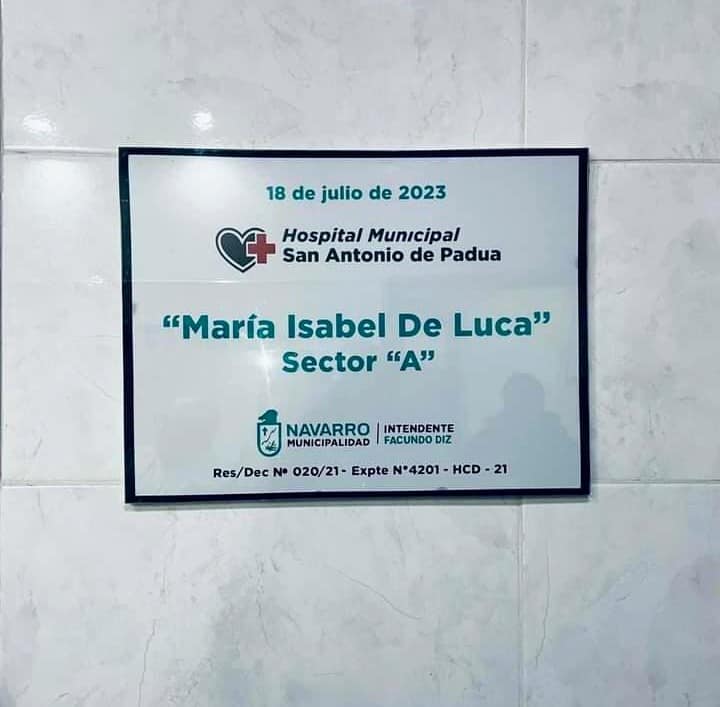 18 de julio de 2023
Hospital Municipal
San Antonio de Padua
“María Isabel De Luca”
Sector “A”
NAVARRO
MUNICIPALIDAD
INTENDENTE
FACUNDO DIZ
Res/Dec Nº 020/21 - Expte N°4201 - HCD - 21